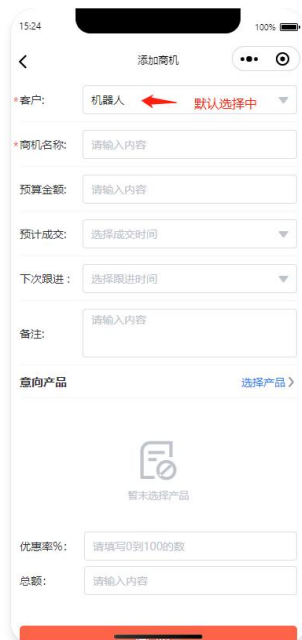 15:24 100%
添加商机
*客户: 机器人 默认选择中
*商机名称: 请输入内容
预算金额: 请输入内容
预计成交: 选择成交时间
下次跟进: 选择跟进时间
备注: 请输入内容
意向产品 选择产品
暂未选择产品
优惠率%: 请填写0到100的数
总额: 请输入内容